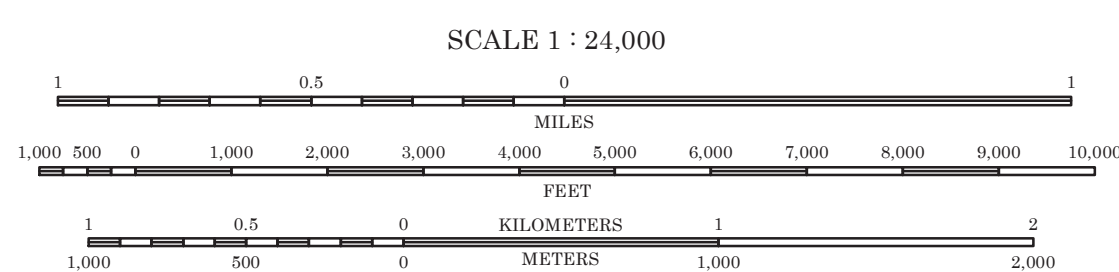 SCALE 1 : 24,000
1 0.5 0 1
MILES
1,000 500 0 1,000 2,000 3,000 4,000 5,000 6,000 7,000 8,000 9,000 10,000
FEET
1 0.5 0 KILOMETERS 1 2
1,000 500 0 METERS 1,000 2,000